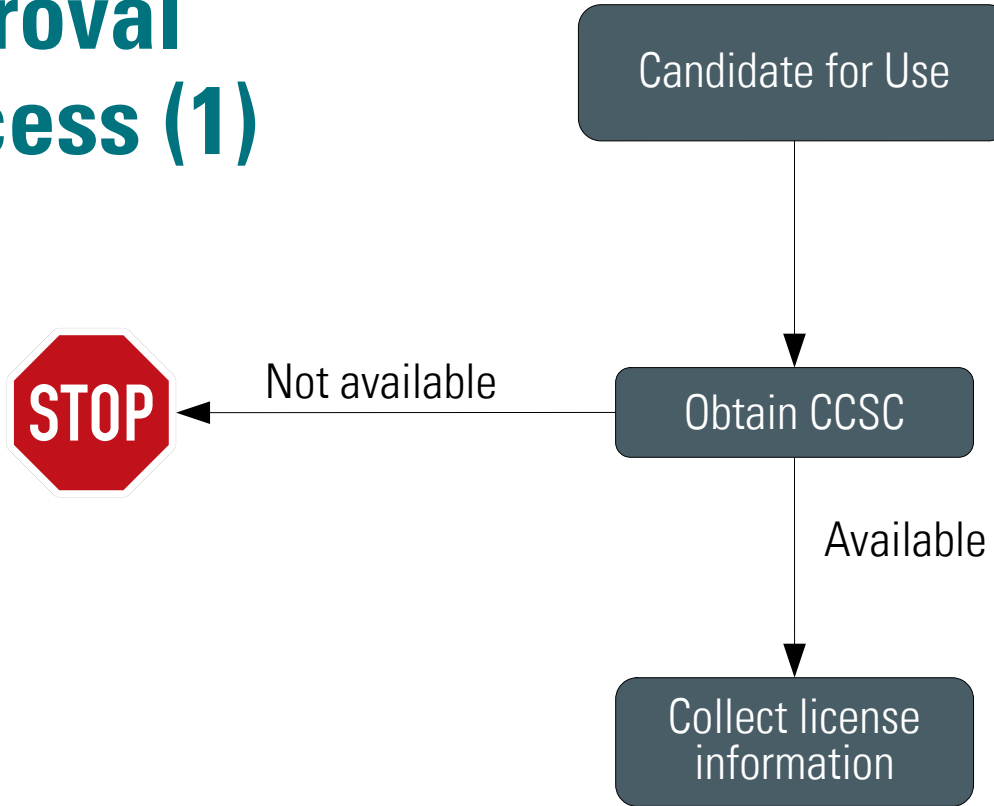 roval
cess (1)
Candidate for Use
STOP
Not available
Obtain CCSC
Available
Collect license
information